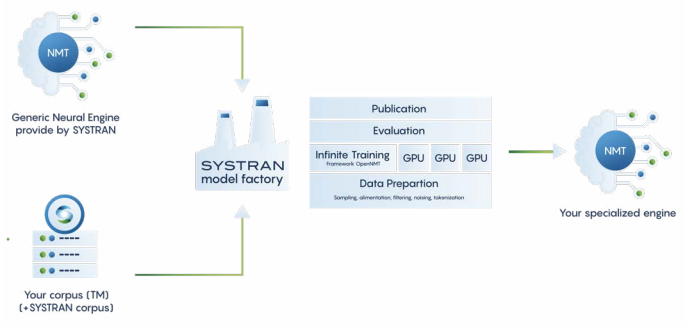 NMT
Generic Neural Engine
provide by SYSTRAN
Your corpus (TM)
(+SYSTRAN corpus)
SYSTRAN
model factory
Publication
Evaluation
Infinite Training
Framework OpenNMT
GPU GPU GPU
Data Prepartion
Sampling, alimentation, filtering, noising, tokenization
NMT
Your specialized engine